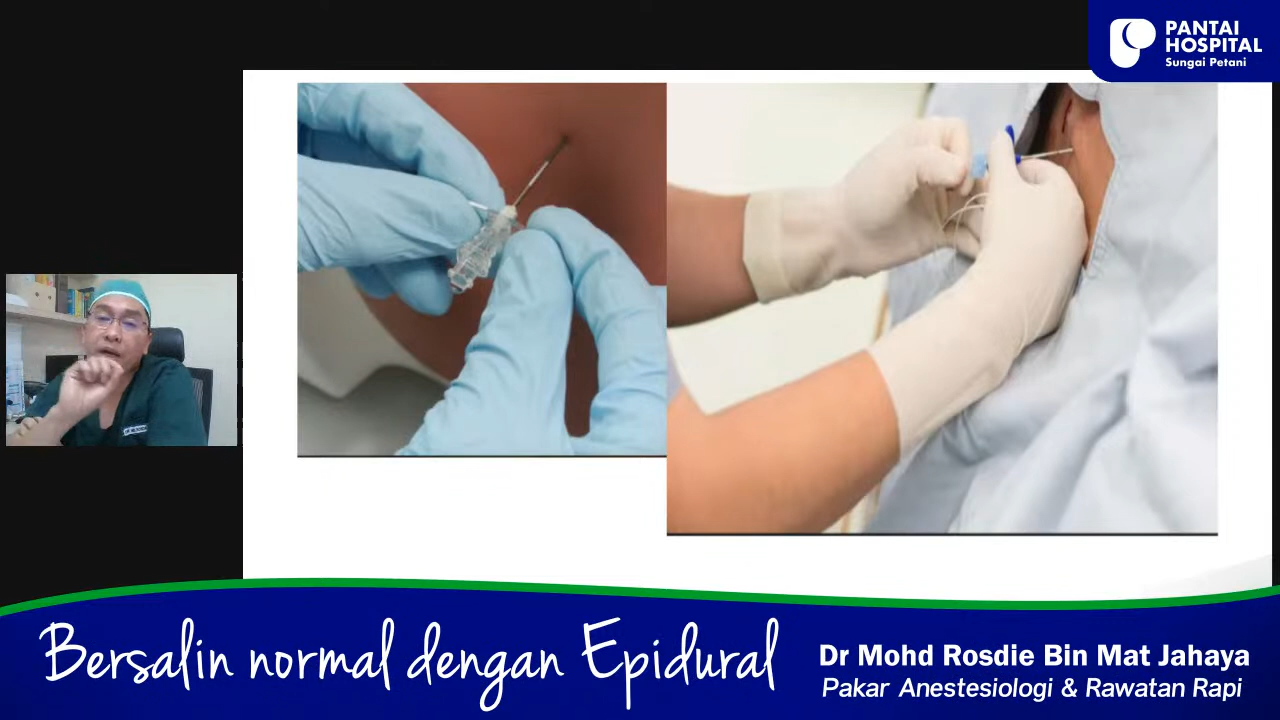 PANTAI
HOSPITAL
Sungai Petani
Bersalin normal dengan Epidural
Dr Mohd Rosdie Bin Mat Jahaya
Pakar Anestesiologi & Rawatan Rapi